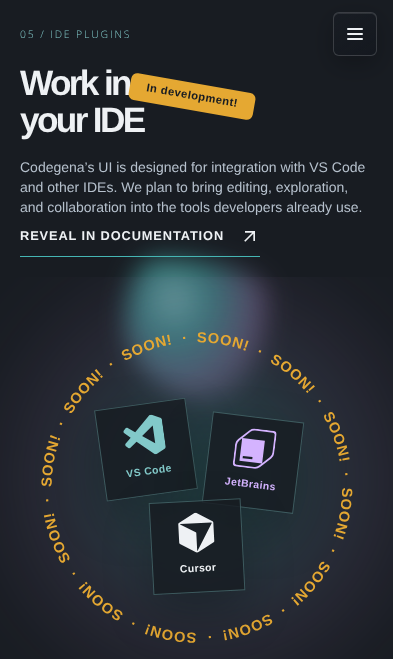 05 / IDE PLUGINS
Work in
In development!
your IDE
Codegena’s UI is designed for integration with VS Code
and other IDEs. We plan to bring editing, exploration,
and collaboration into the tools developers already use.
REVEAL IN DOCUMENTATION
SOON! · SOON! · SOON! · SOON! · SOON! · SOON! · SOON! · SOON! · SOON! · SOON! · SOON! · SOON! ·
VS Code
JetBrains
Cursor